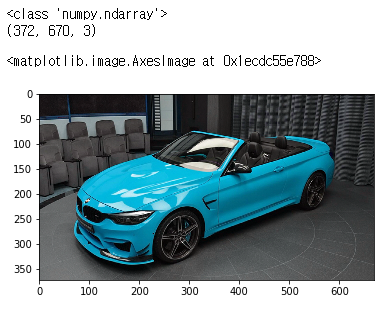 <class 'numpy.ndarray'>
(372, 670, 3)
<matplotlib.image.AxesImage at 0x1ecdc55e788>
0
50
100
150
200
250
300
350
0 100 200 300 400 500 600